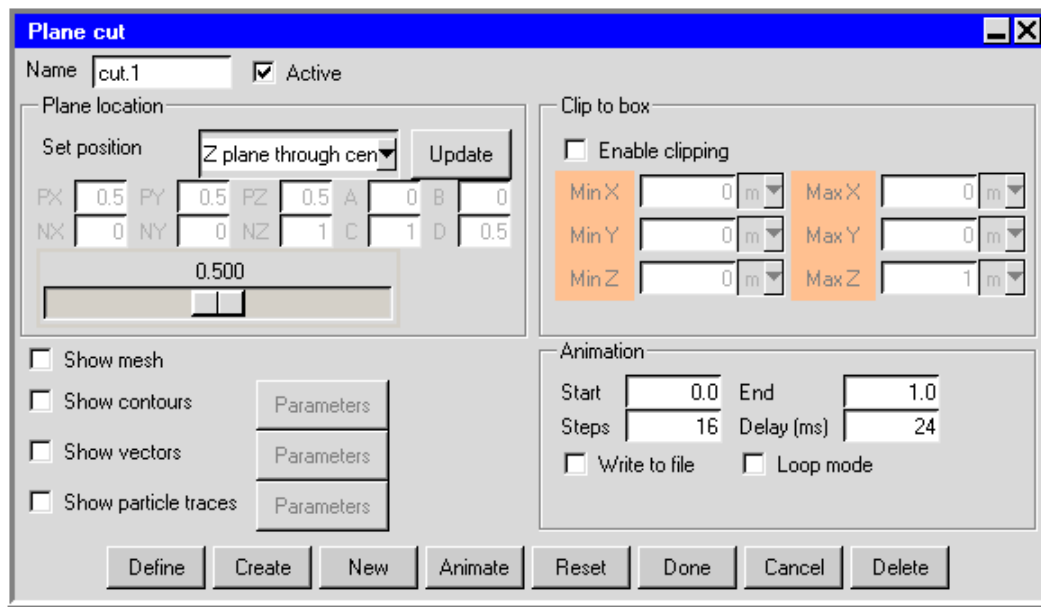 Plane cut
Name cut.1 Active
Plane location
Set position Z plane through cen Update
PX 0.5 PY 0.5 PZ 0.5 A 0 B 0
NX 0 NY 0 NZ 1 C 1 D 0.5
0.500
Clip to box
Enable clipping
Min X 0 m Max X 0 m
Min Y 0 m Max Y 0 m
Min Z 0 m Max Z 1 m
Show mesh
Show contours Parameters
Show vectors Parameters
Show particle traces Parameters
Animation
Start 0.0 End 1.0
Steps 16 Delay (ms) 24
Write to file Loop mode
Define Create New Animate Reset Done Cancel Delete